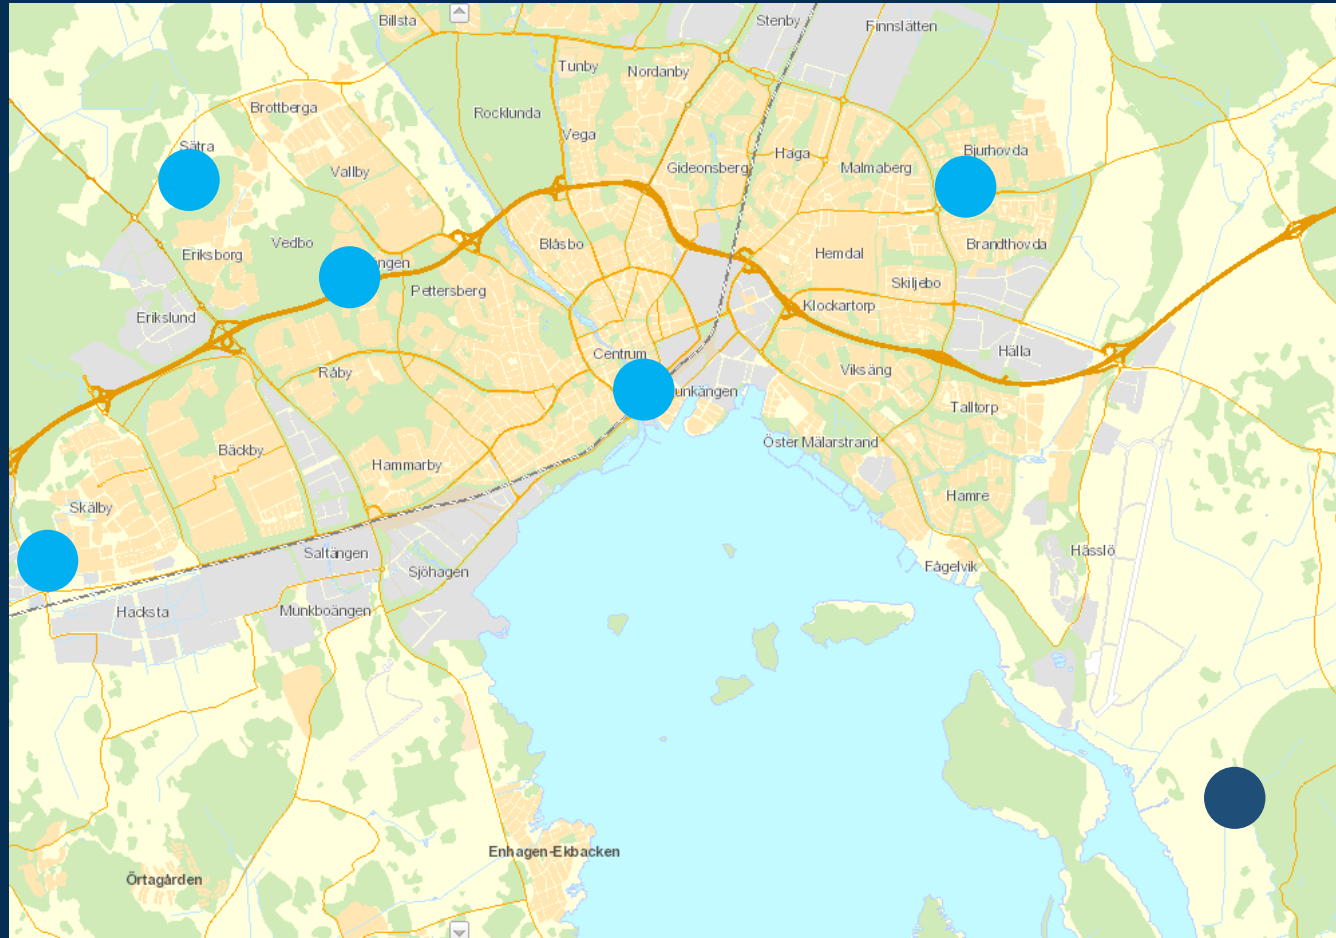 Billsta
Stenby
Finnslätten
Tunby
Nordanby
Brottberga
Rocklunda
Vega
Sätra
Haga
Bjurhovda
Vallby
Gideonsberg
Malmaberg
Vedbo
Blåsbo
Brandthovda
Eriksborg
Hemdal
ngen
Skiljebo
Pettersberg
Klockartorp
Erikslund
Centrum
Hälla
Råby
Viksäng
unkängen
Talltorp
Öster Mälarstrand
Bäckby
Hammarby
Hamre
Skälby
Saltängen
Hässlö
Sjöhagen
Fågelvik
Hacksta
Munkboängen
Enhagen-Ekbacken
Örtagården